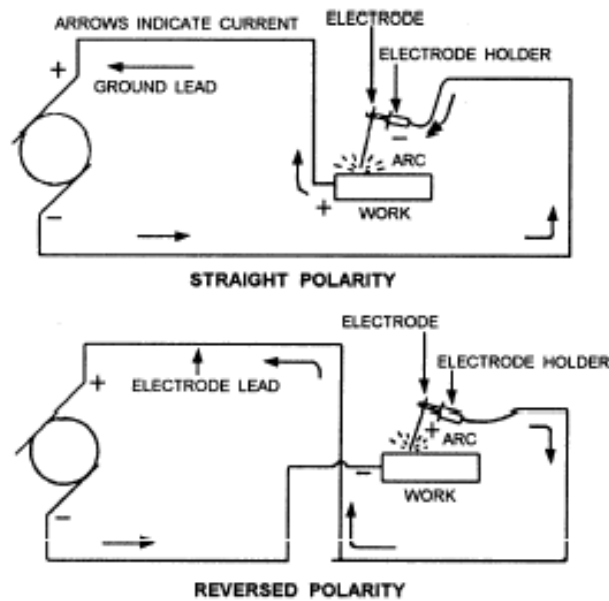 ELECTRODE
ARROWS INDICATE CURRENT
ELECTRODE HOLDER
+
GROUND LEAD
−
ARC
+
WORK
−
STRAIGHT POLARITY
ELECTRODE
ELECTRODE HOLDER
+
ELECTRODE LEAD
+
ARC
−
WORK
−
REVERSED POLARITY